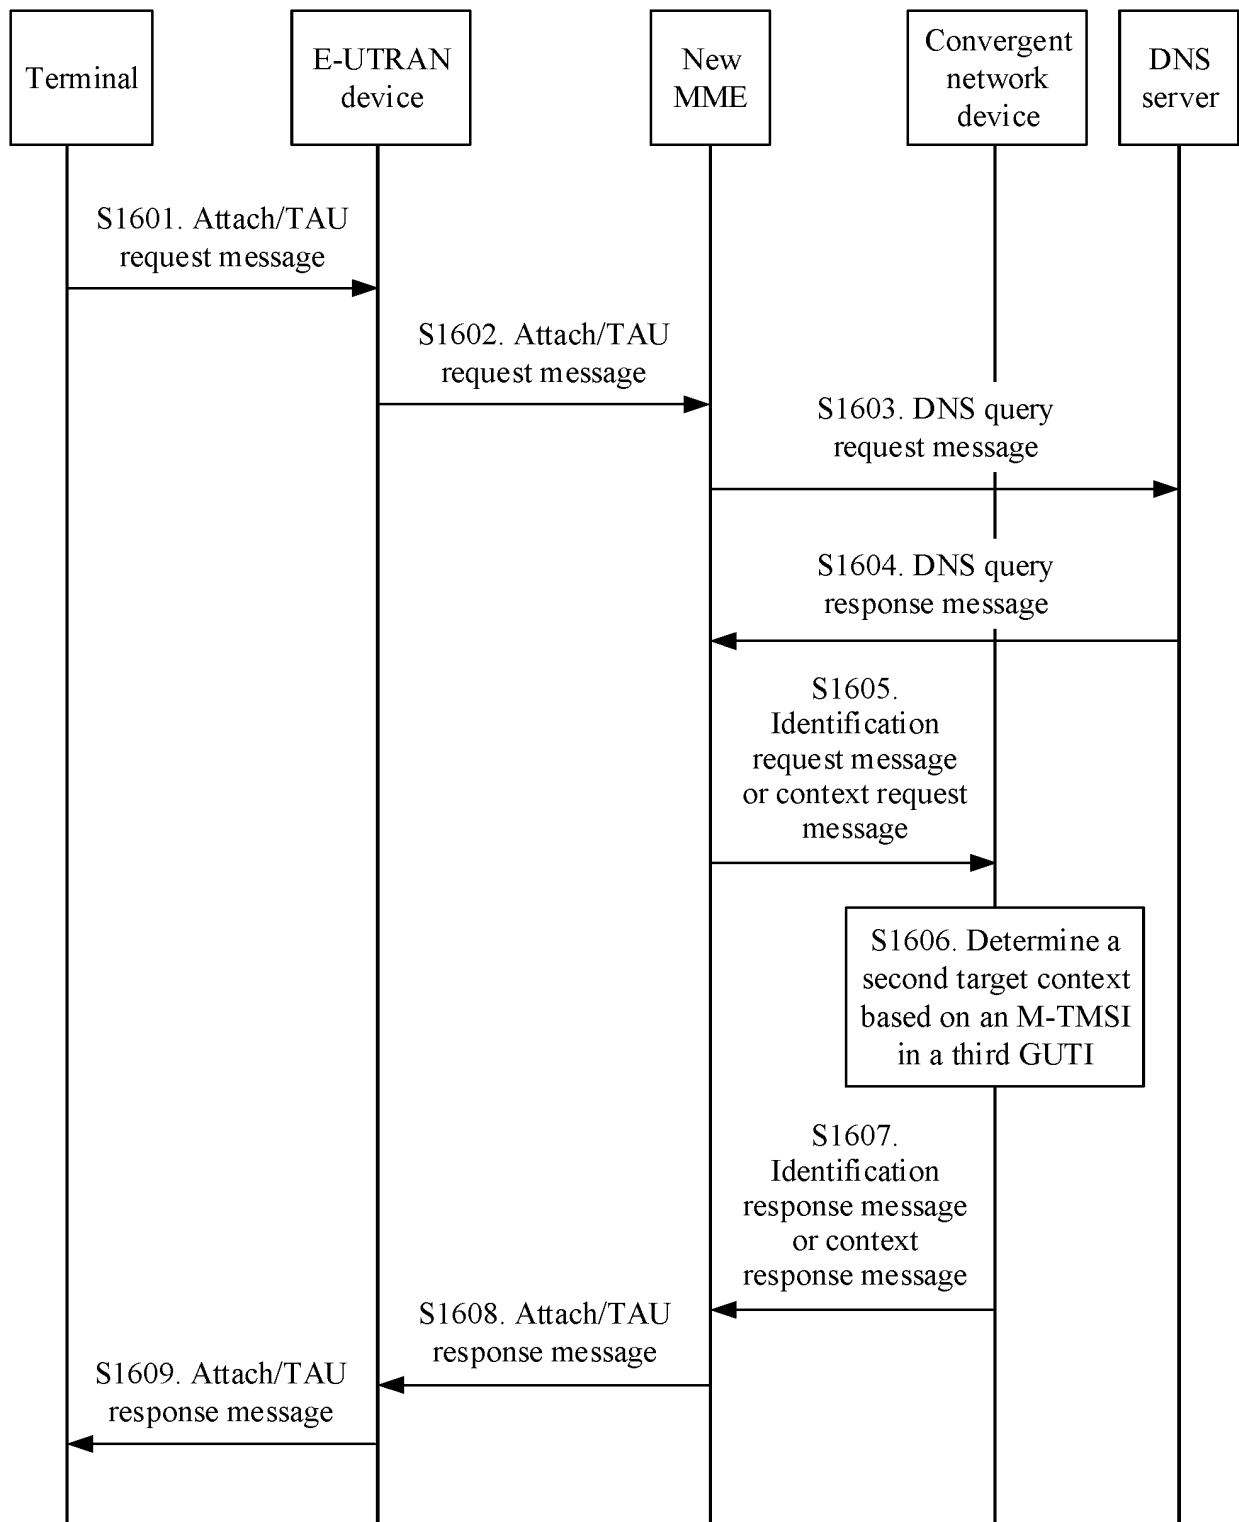 Terminal
E-UTRAN
device
New
MME
Convergent
network
device
DNS
server
S1601. Attach/TAU
request message
S1602. Attach/TAU
request message
S1603. DNS query
request message
S1604. DNS query
response message
S1605.
Identification
request message
or context request
message
S1606. Determine a
second target context
based on an M-TMSI
in a third GUTI
S1607.
Identification
response message
or context
response message
S1608. Attach/TAU
response message
S1609. Attach/TAU
response message